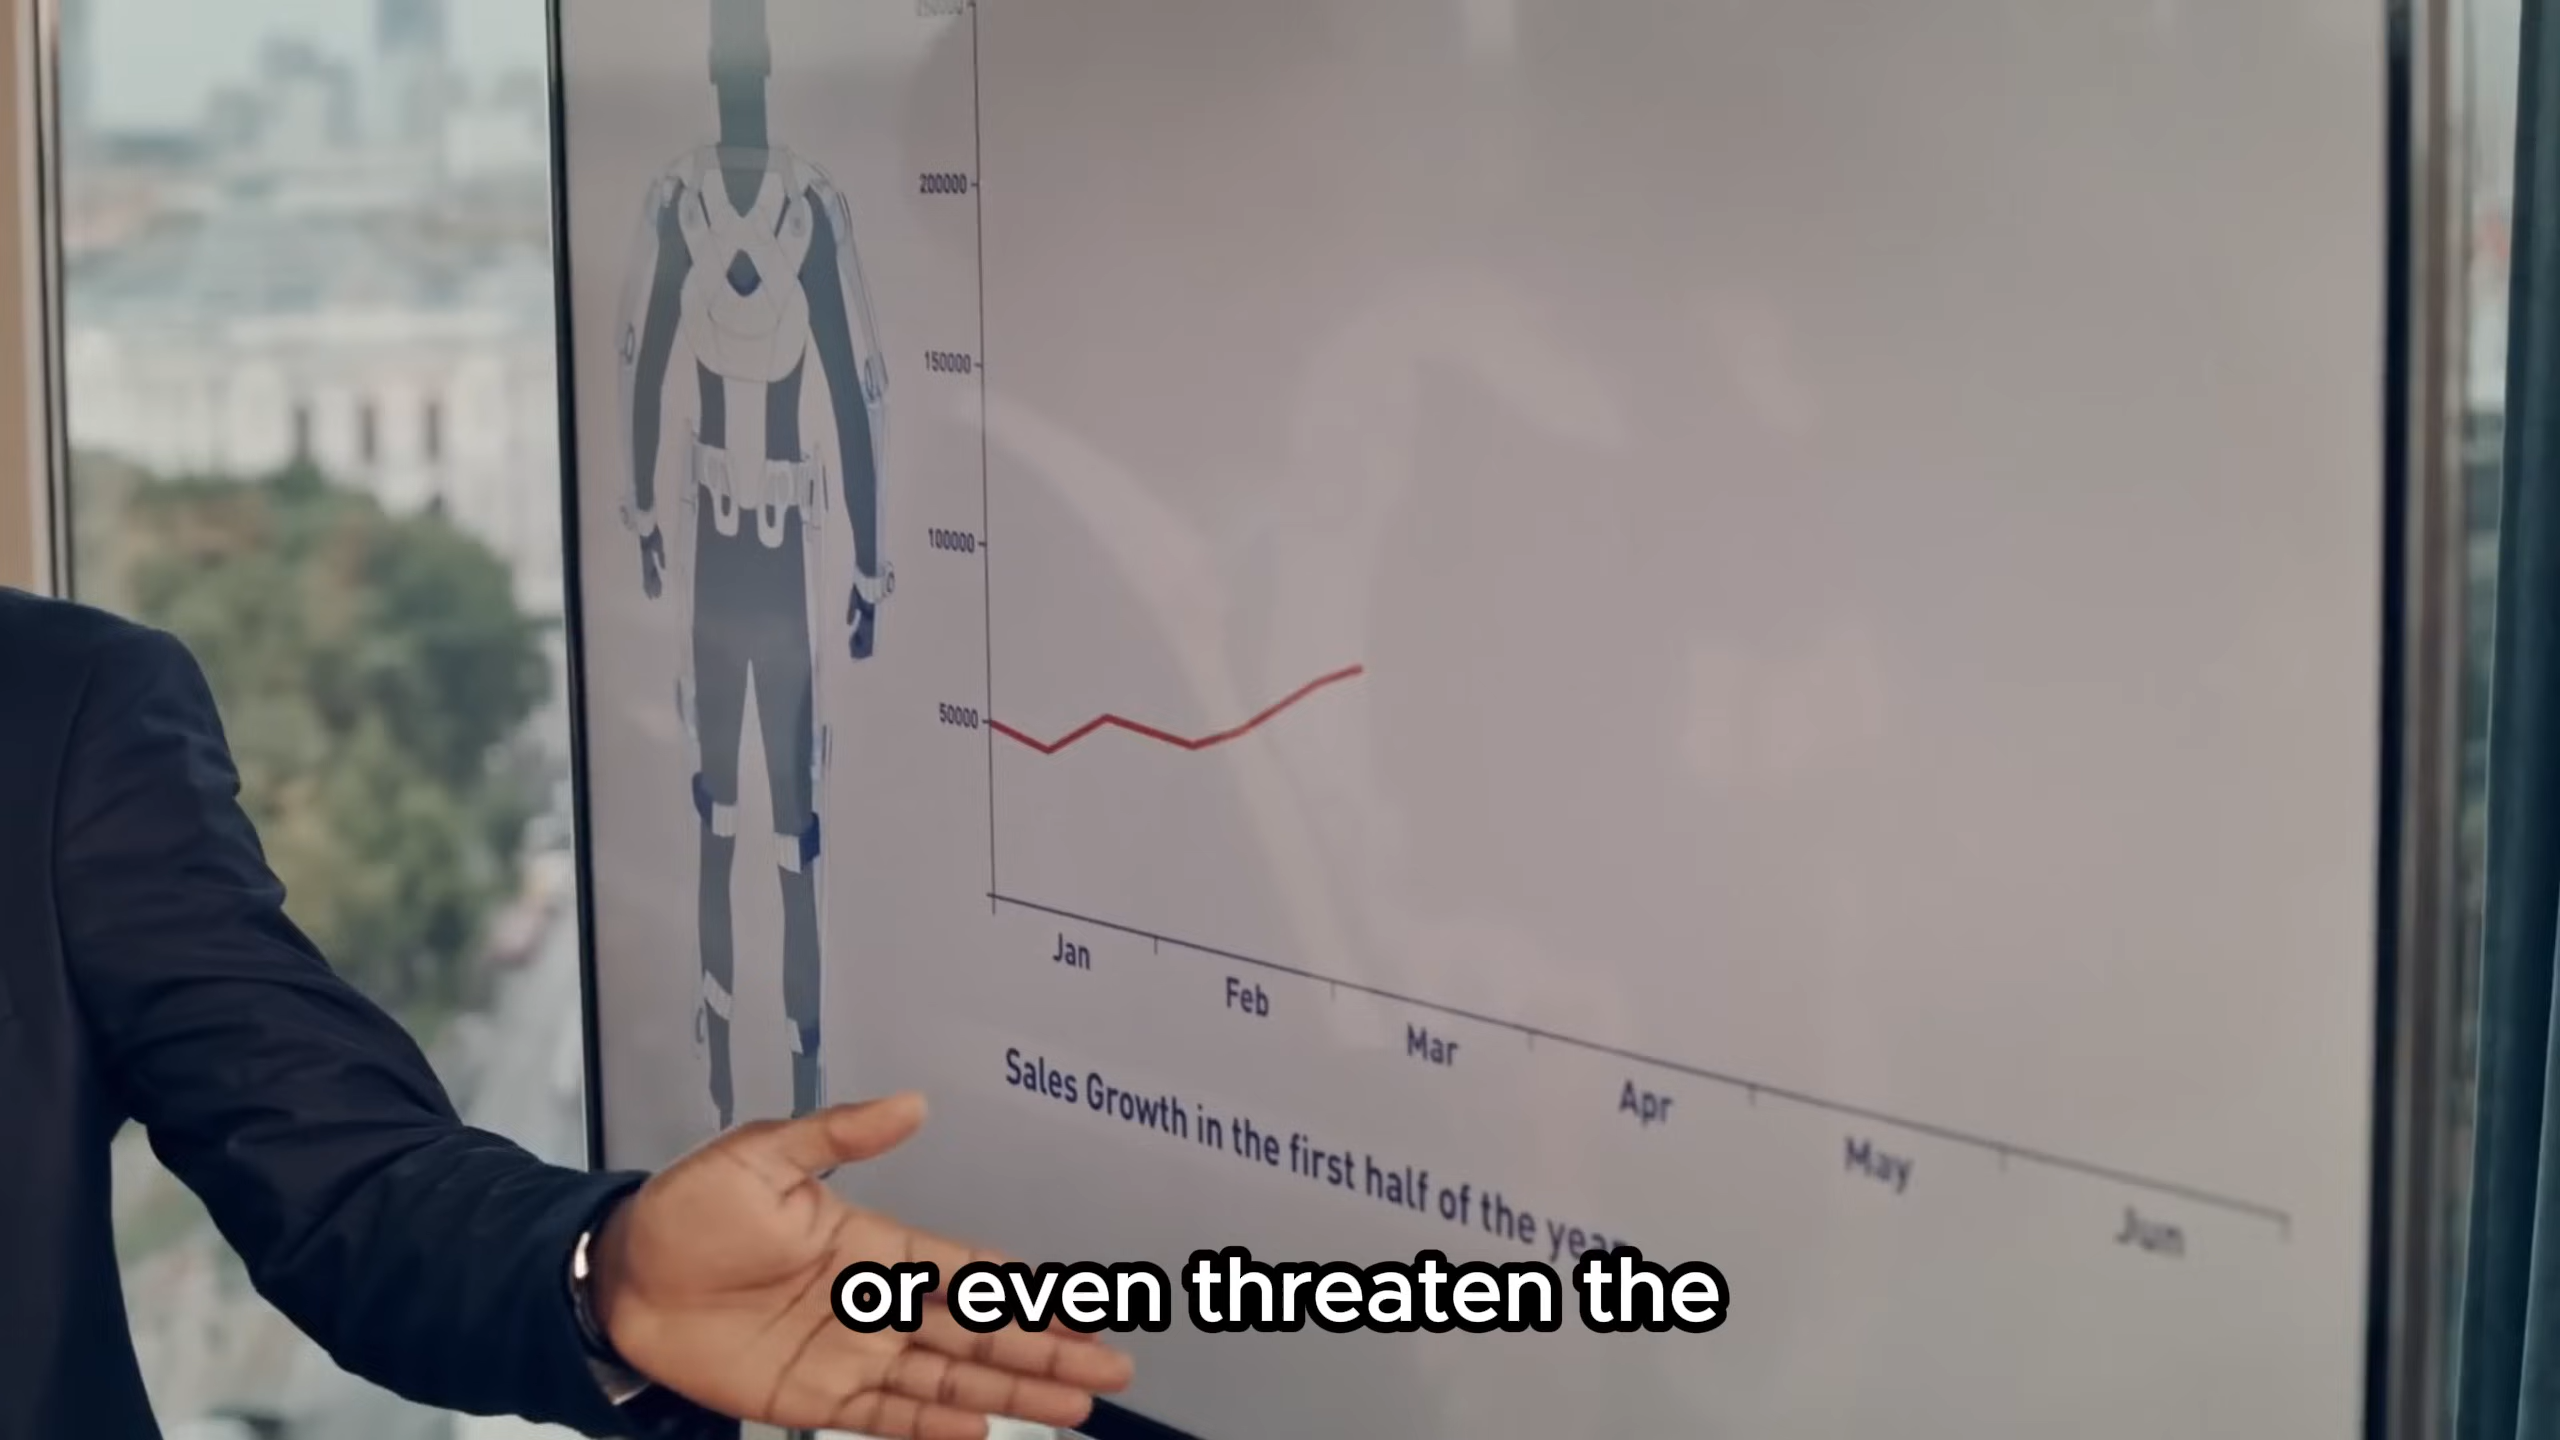 200000
150000
100000
50000
Jan
Feb
Mar
Apr
May
Jun
Sales Growth in the first half of the year
or even threaten the